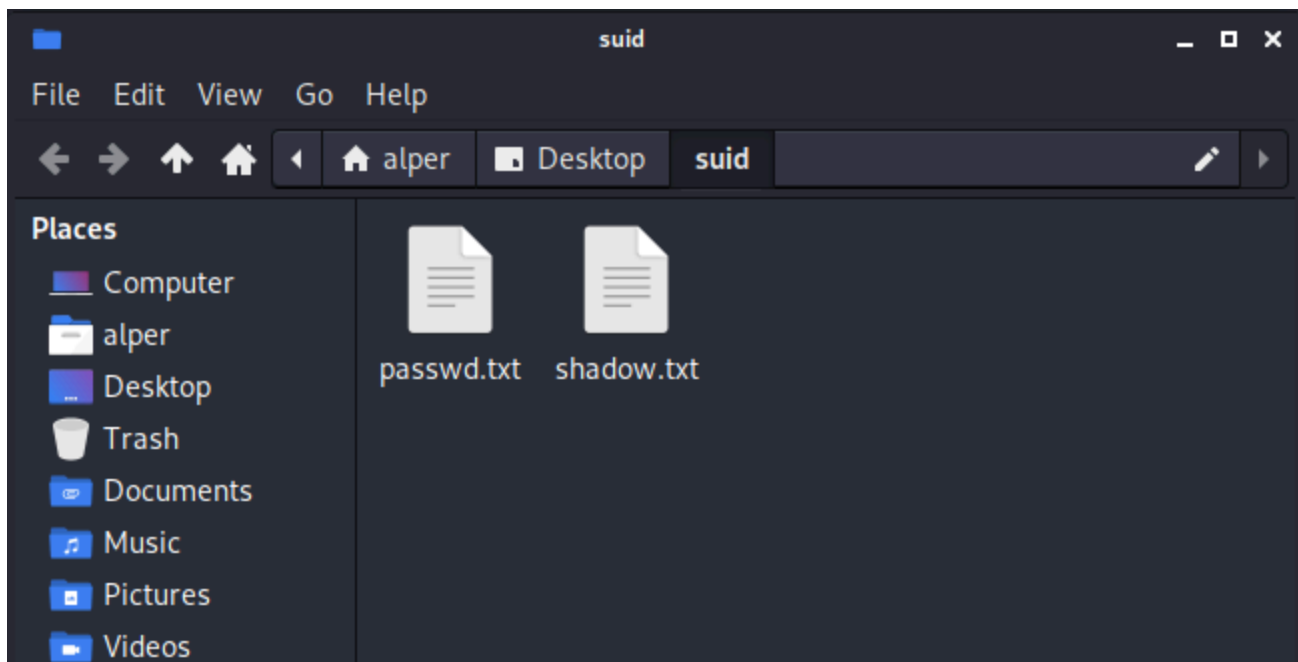 suid
File Edit View Go Help
alper Desktop suid
Places
Computer
alper
Desktop
Trash
Documents
Music
Pictures
Videos
passwd.txt shadow.txt